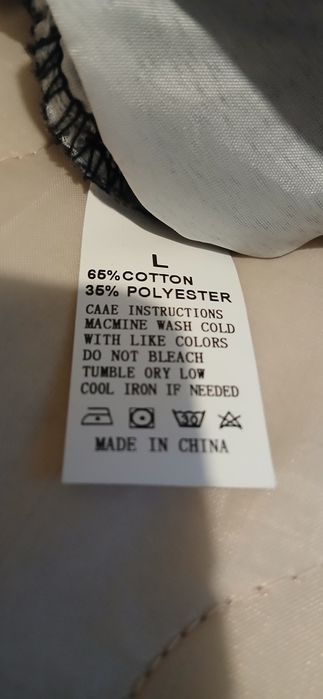 L
65%COTTON
35% POLYESTER
CAAE INSTRUCTIONS
MACMINE WASH COLD
WITH LIKE COLORS
DO NOT BLEACH
TUMBLE ORY LOW
COOL IRON IF NEEDED
30
MADE IN CHINA